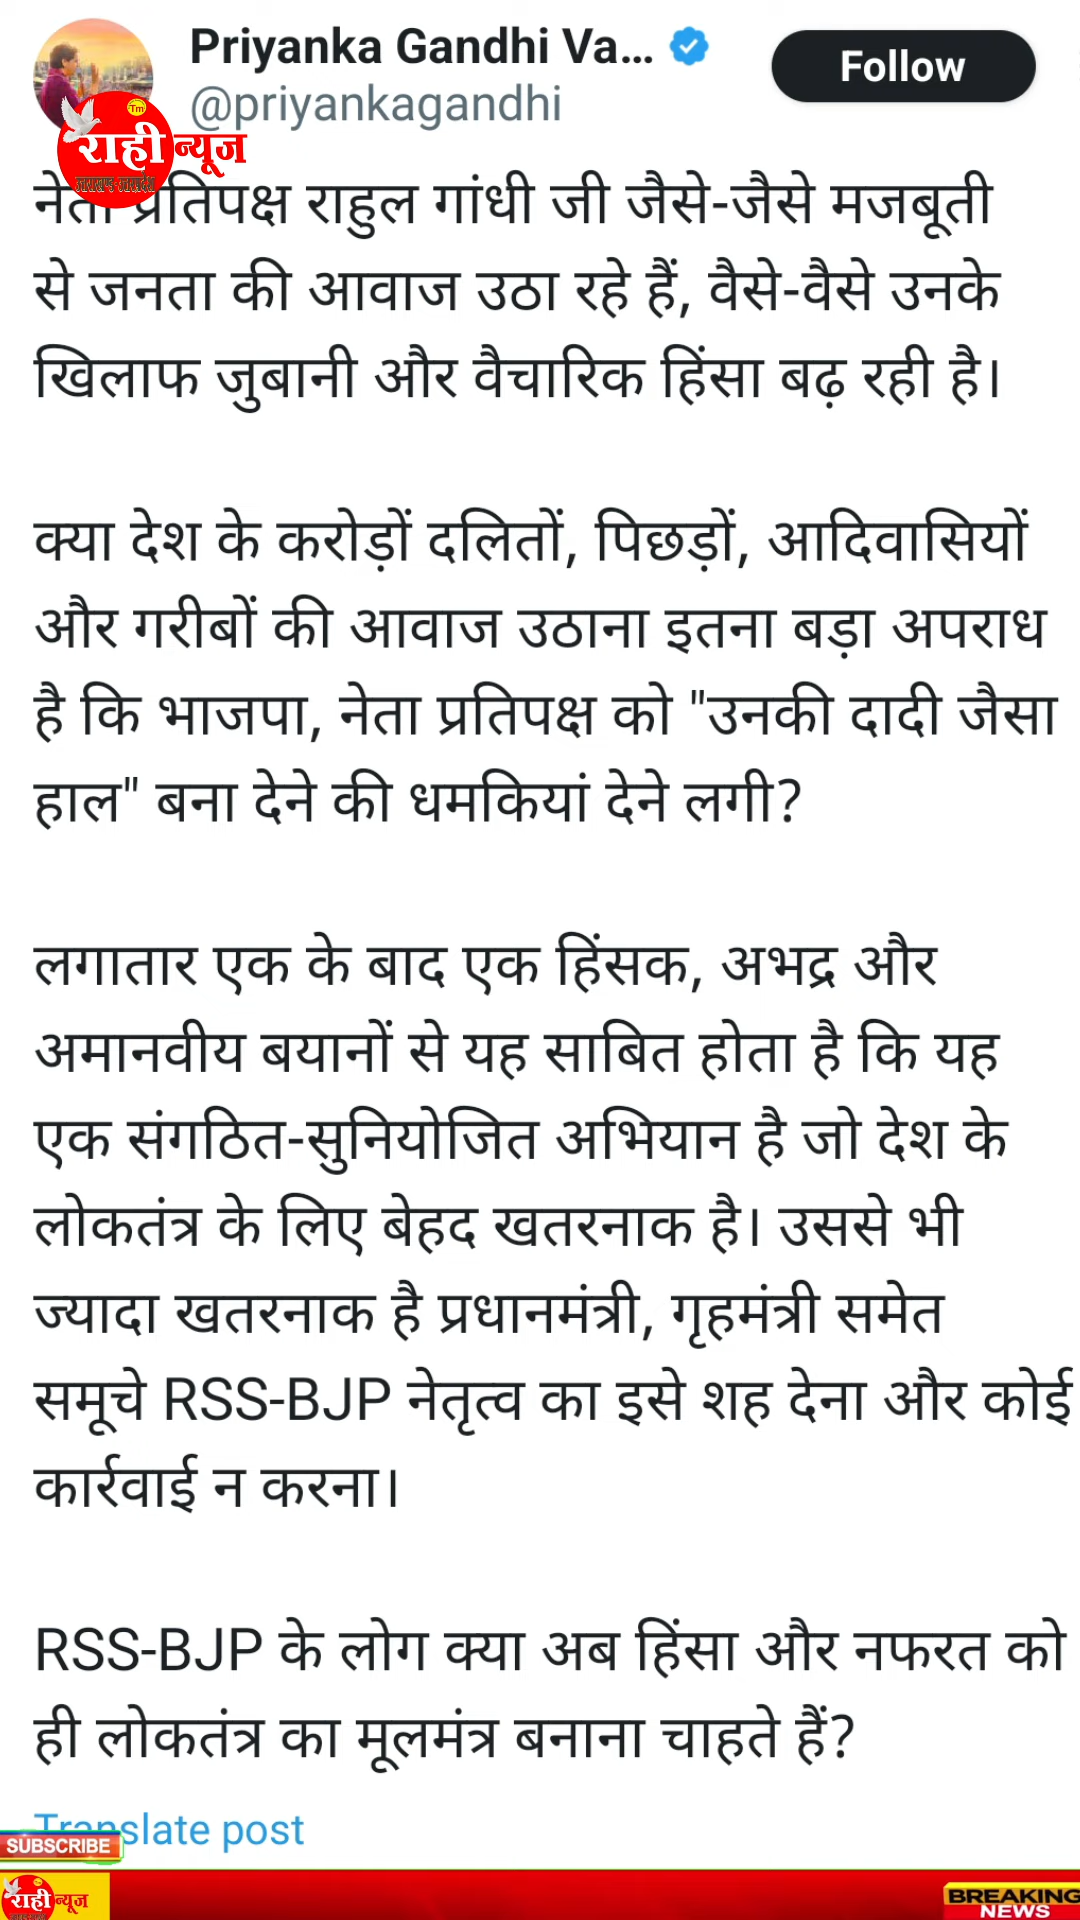 Priyanka Gandhi Va...
@priyankagandhi
Follow
Tm
राही न्यूज
नेता प्रतिपक्ष राहुल गांधी जी जैसे-जैसे मजबूती
से जनता की आवाज उठा रहे हैं, वैसे-वैसे उनके
खिलाफ जुबानी और वैचारिक हिंसा बढ़ रही है।
क्या देश के करोड़ों दलितों, पिछड़ों, आदिवासियों
और गरीबों की आवाज उठाना इतना बड़ा अपराध
है कि भाजपा, नेता प्रतिपक्ष को "उनकी दादी जैसा
हाल" बना देने की धमकियां देने लगी?
लगातार एक के बाद एक हिंसक, अभद्र और
अमानवीय बयानों से यह साबित होता है कि यह
एक संगठित-सुनियोजित अभियान है जो देश के
लोकतंत्र के लिए बेहद खतरनाक है। उससे भी
ज्यादा खतरनाक है प्रधानमंत्री, गृहमंत्री समेत
समूचे RSS-BJP नेतृत्व का इसे शह देना और कोई
कार्रवाई न करना।
RSS-BJP के लोग क्या अब हिंसा और नफरत को
ही लोकतंत्र का मूलमंत्र बनाना चाहते हैं?
Translate post
SUBSCRIBE
राही न्यूज
BREAKING
NEWS